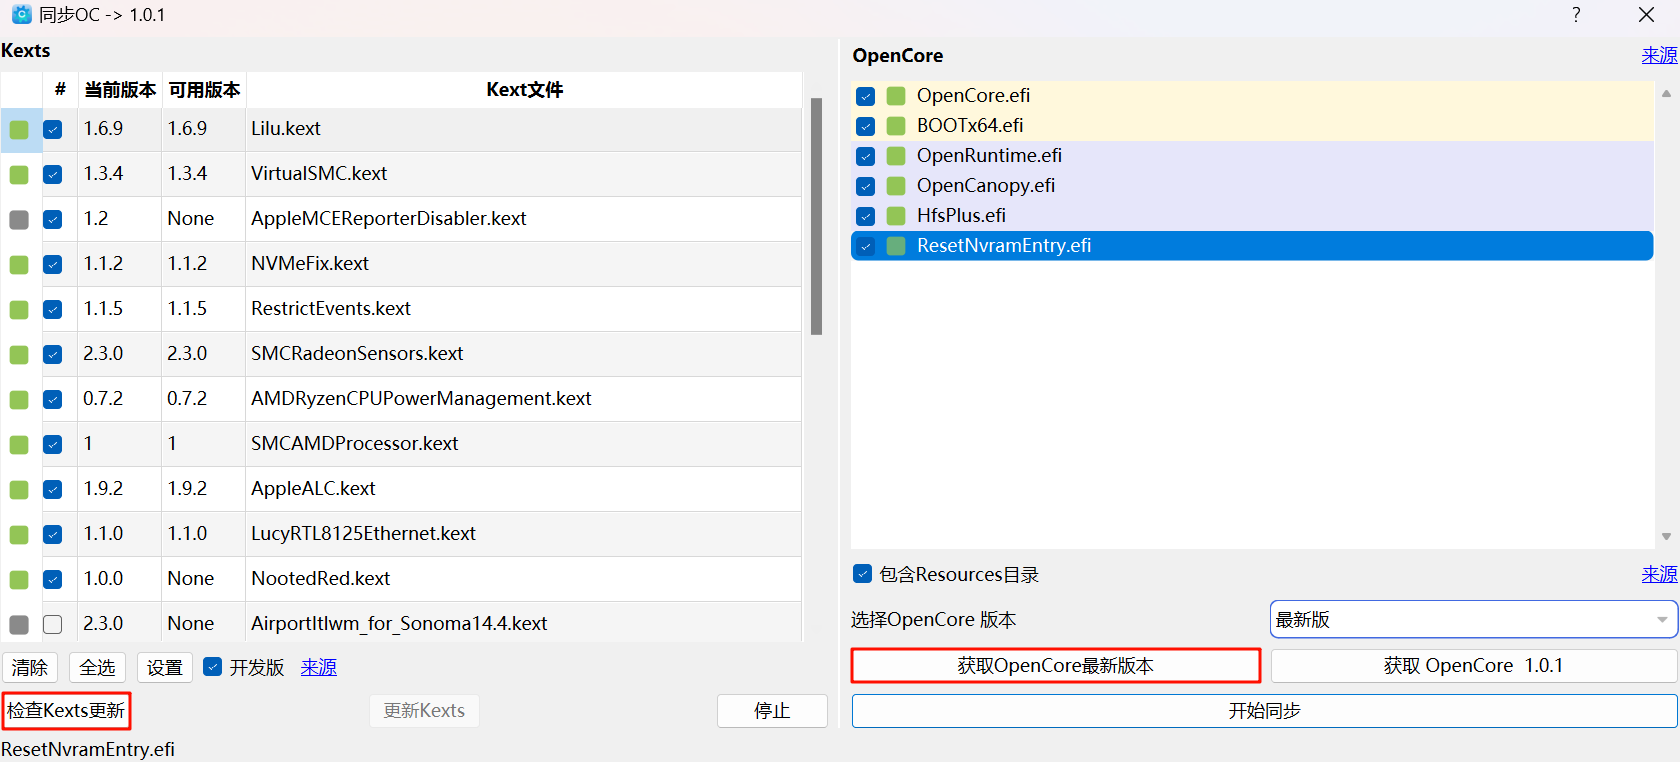 同步OC -> 1.0.1
?
Kexts
# 当前版本 可用版本 Kext文件
1.6.9 1.6.9 Lilu.kext
1.3.4 1.3.4 VirtualSMC.kext
1.2 None AppleMCEReporterDisabler.kext
1.1.2 1.1.2 NVMeFix.kext
1.1.5 1.1.5 RestrictEvents.kext
2.3.0 2.3.0 SMCRadeonSensors.kext
0.7.2 0.7.2 AMDRyzenCPUPowerManagement.kext
1 1 SMCAMDProcessor.kext
1.9.2 1.9.2 AppleALC.kext
1.1.0 1.1.0 LucyRTL8125Ethernet.kext
1.0.0 None NootedRed.kext
2.3.0 None AirportItlwm_for_Sonoma14.4.kext
清除 全选 设置 开发版 来源
检查Kexts更新 更新Kexts 停止
ResetNvramEntry.efi
OpenCore 来源
OpenCore.efi
BOOTx64.efi
OpenRuntime.efi
OpenCanopy.efi
HfsPlus.efi
ResetNvramEntry.efi
包含Resources目录 来源
选择OpenCore 版本 最新版
获取OpenCore最新版本 获取 OpenCore 1.0.1
开始同步